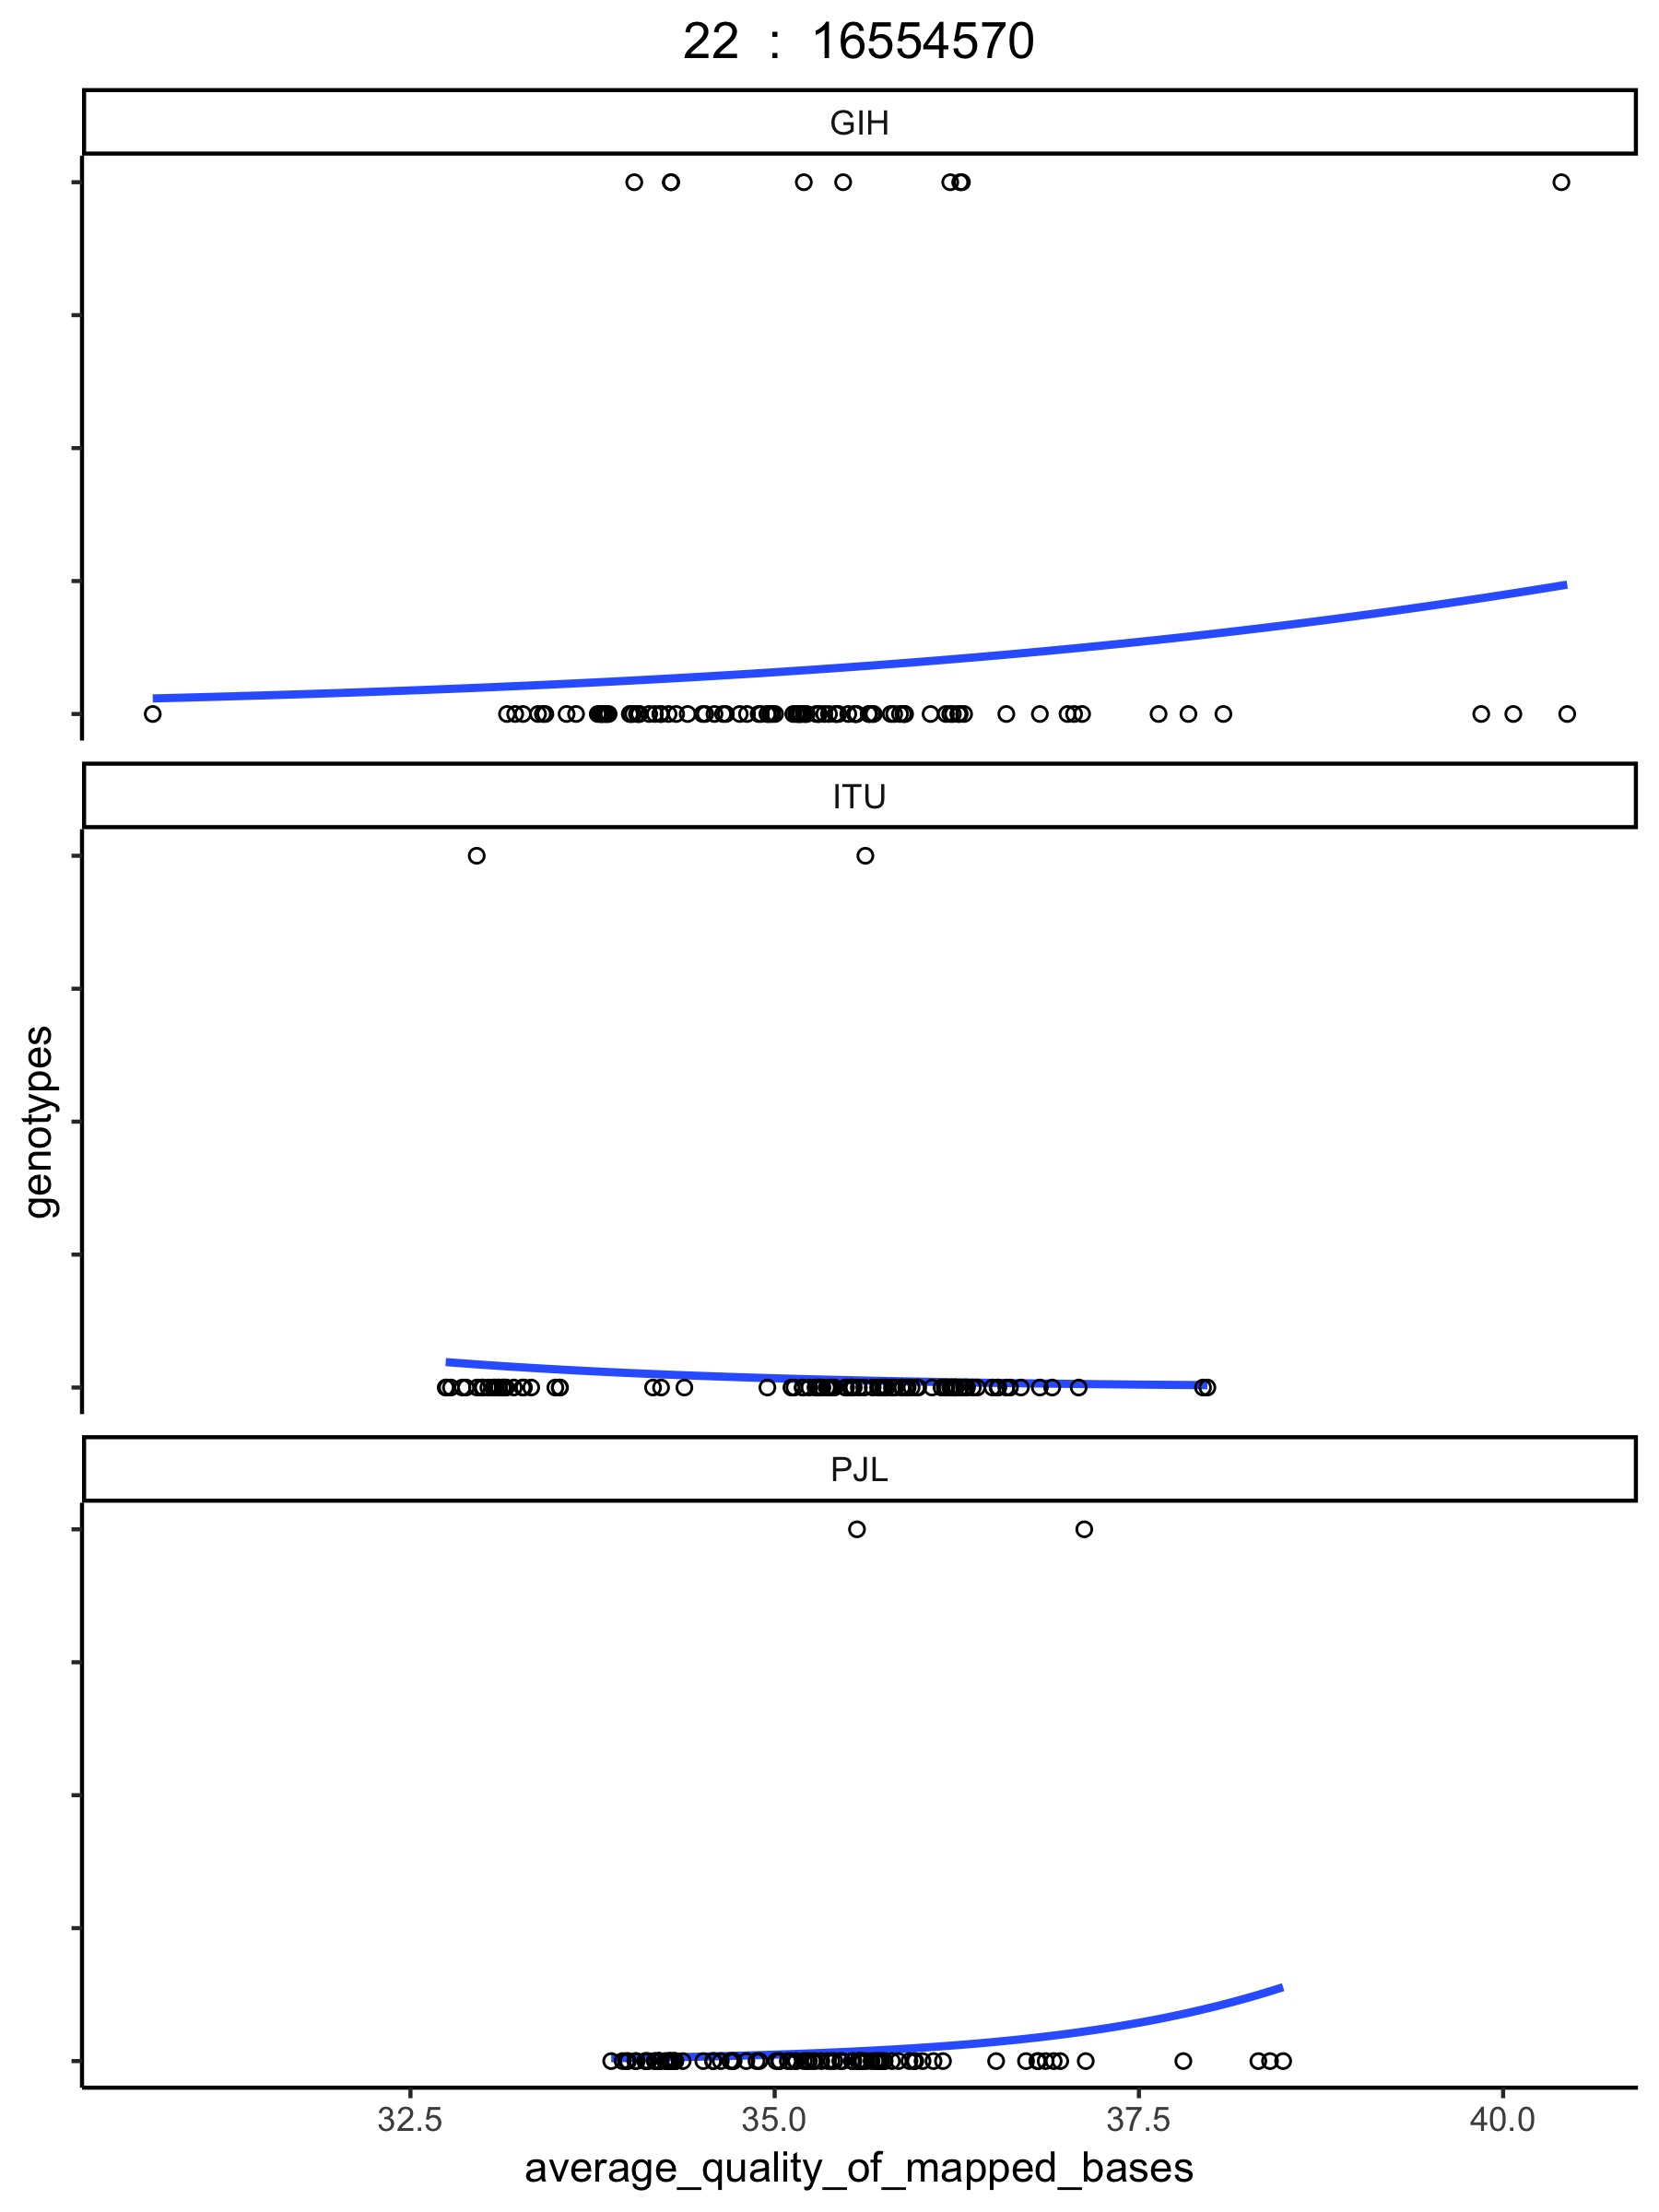 22 : 16554570
GIH
ITU
genotypes
PJL
32.5 35.0 37.5 40.0
average_quality_of_mapped_bases